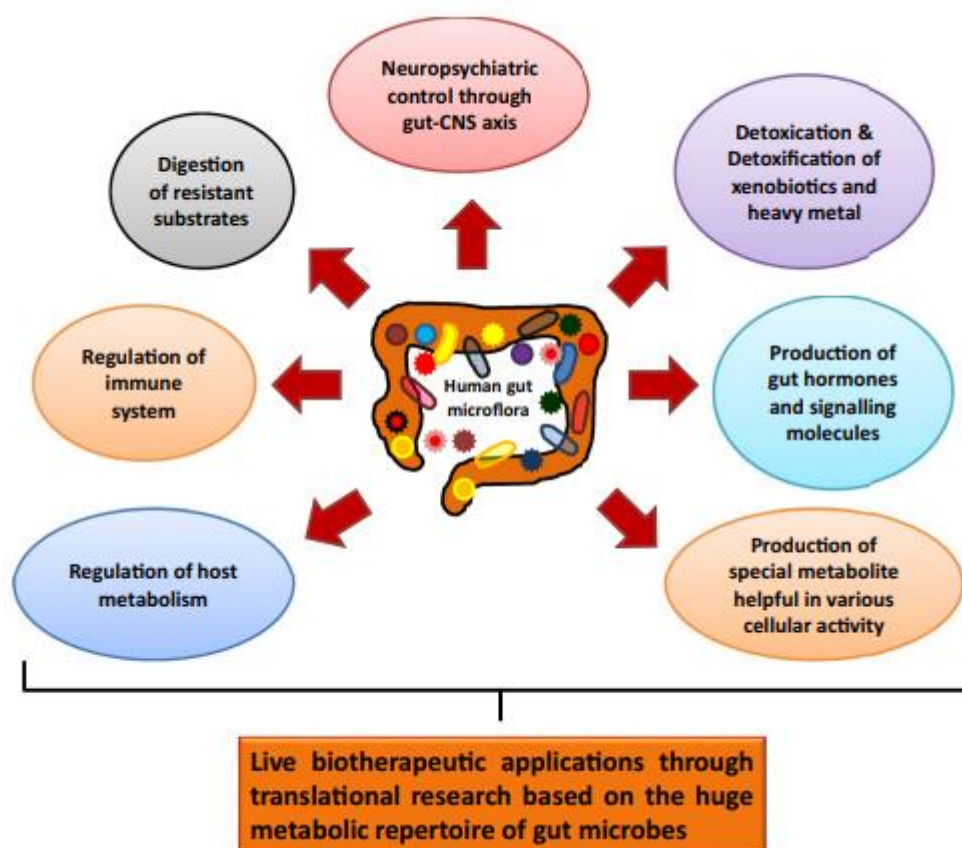 Neuropsychiatric
control through
gut-CNS axis
Digestion
of resistant
substrates
Detoxication &
Detoxification of
xenobiotics and
heavy metal
Regulation of
immune
system
Human gut
microflora
Production of
gut hormones
and signalling
molecules
Regulation of host
metabolism
Production of
special metabolite
helpful in various
cellular activity
Live biotherapeutic applications through
translational research based on the huge
metabolic repertoire of gut microbes